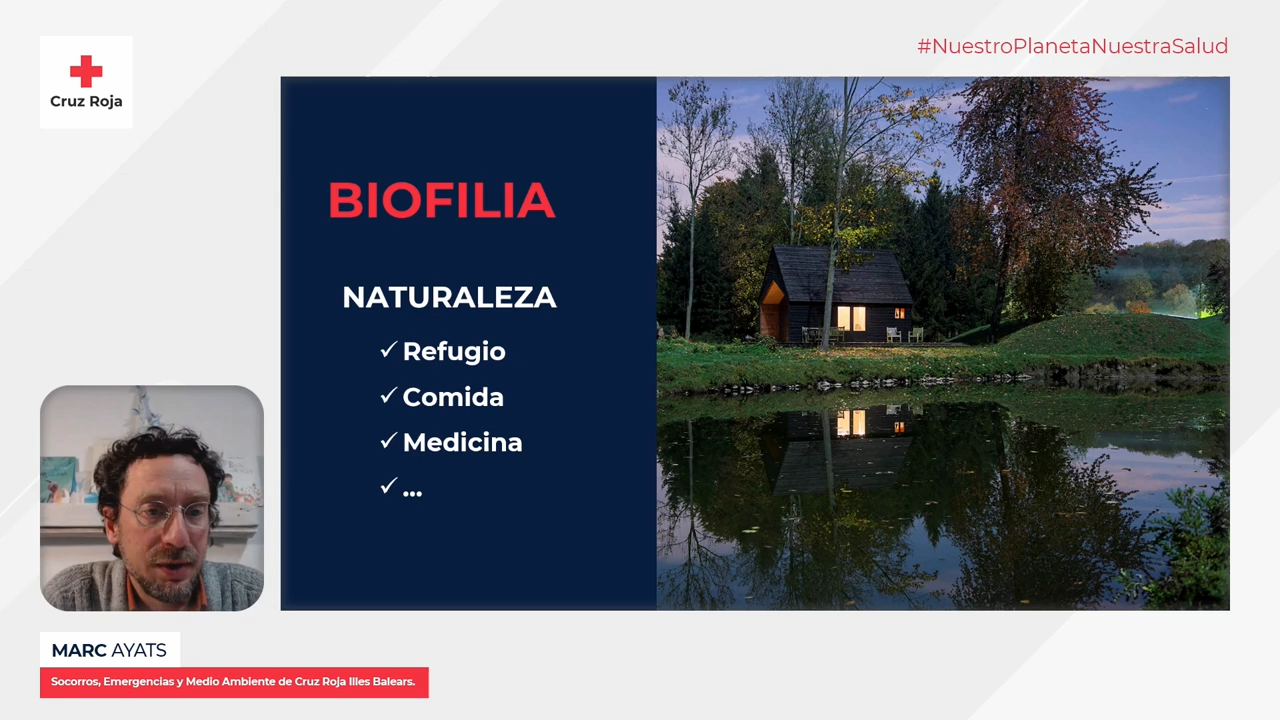 Cruz Roja
#NuestroPlanetaNuestraSalud
BIOFILIA
NATURALEZA
✓ Refugio
✓ Comida
✓ Medicina
✓ ...
MARC AYATS
Socorros, Emergencias y Medio Ambiente de Cruz Roja Illes Balears.